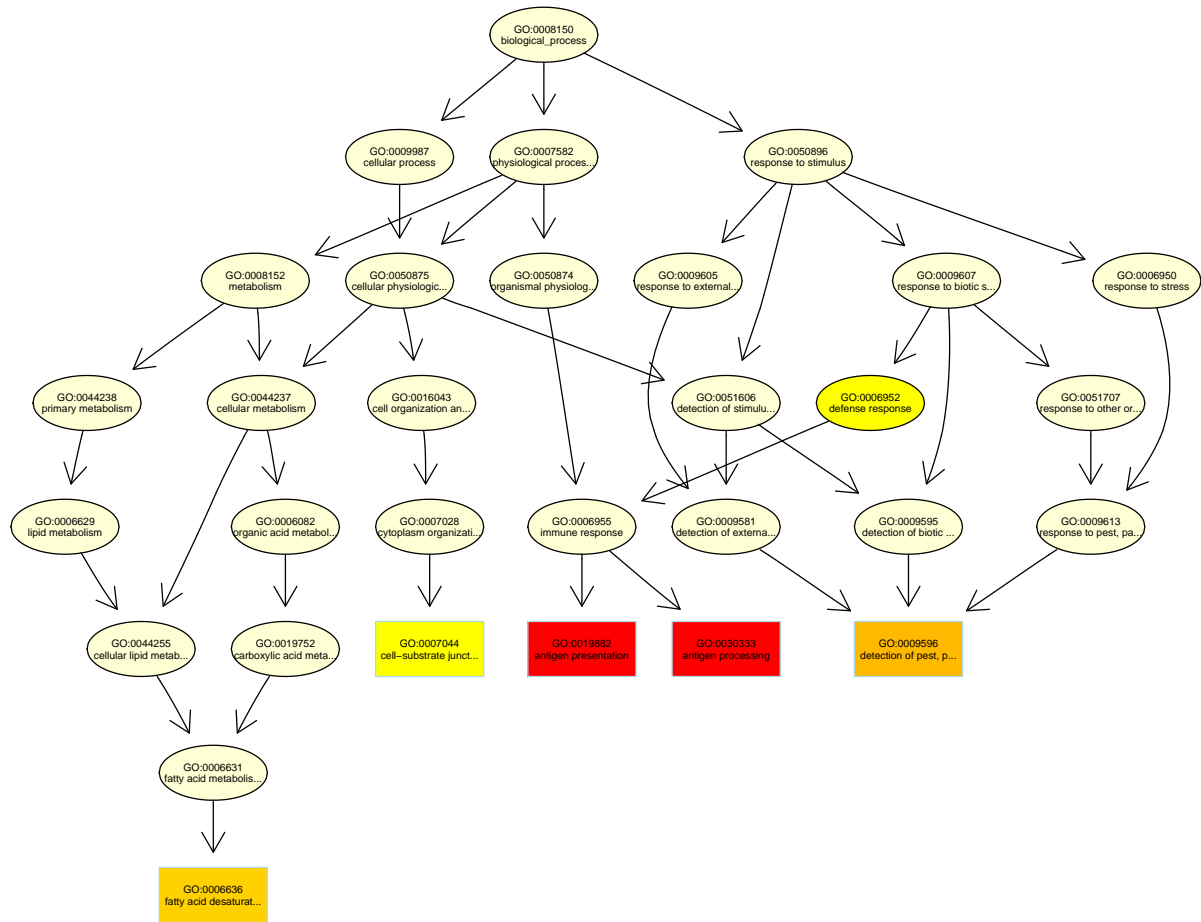 GO:0008150
biological_process
GO:0009987
cellular process
GO:0007582
physiological proces...
GO:0050896
response to stimulus
GO:0008152
metabolism
GO:0050875
cellular physiologic...
GO:0050874
organismal physiolog...
GO:0009605
response to external...
GO:0009607
response to biotic s...
GO:0006950
response to stress
GO:0044238
primary metabolism
GO:0044237
cellular metabolism
GO:0016043
cell organization an...
GO:0051606
detection of stimulu...
GO:0006952
defense response
GO:0051707
response to other or...
GO:0006629
lipid metabolism
GO:0006082
organic acid metabol...
GO:0007028
cytoplasm organizati...
GO:0006955
immune response
GO:0009581
detection of externa...
GO:0009595
detection of biotic ...
GO:0009613
response to pest, pa...
GO:0044255
cellular lipid metab...
GO:0019752
carboxylic acid meta...
GO:0007044
cell−substrate junct...
GO:0019882
antigen presentation
GO:0030333
antigen processing
GO:0009596
detection of pest, p...
GO:0006631
fatty acid metabolis...
GO:0006636
fatty acid desaturat...